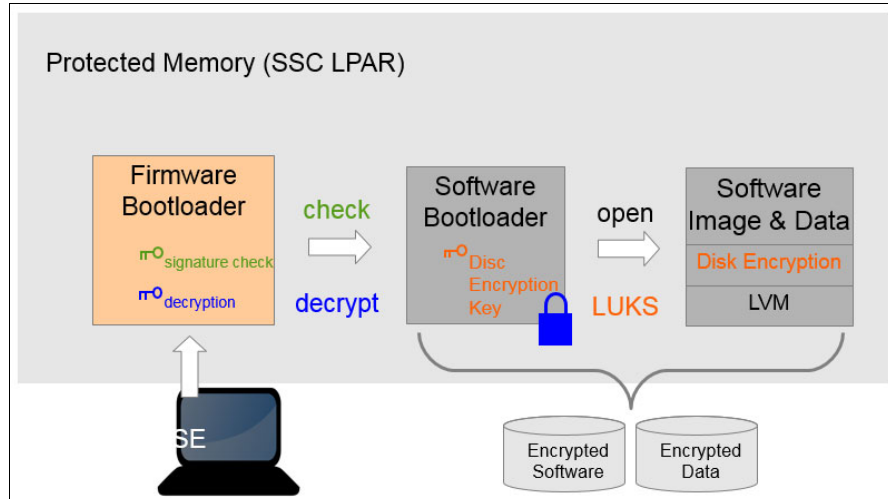 Protected Memory (SSC LPAR)
Firmware
Bootloader
signature check
decryption
check
decrypt
Software
Bootloader
Disc
Encryption
Key
open
LUKS
Software
Image & Data
Disk Encryption
LVM
SE
Encrypted
Software
Encrypted
Data